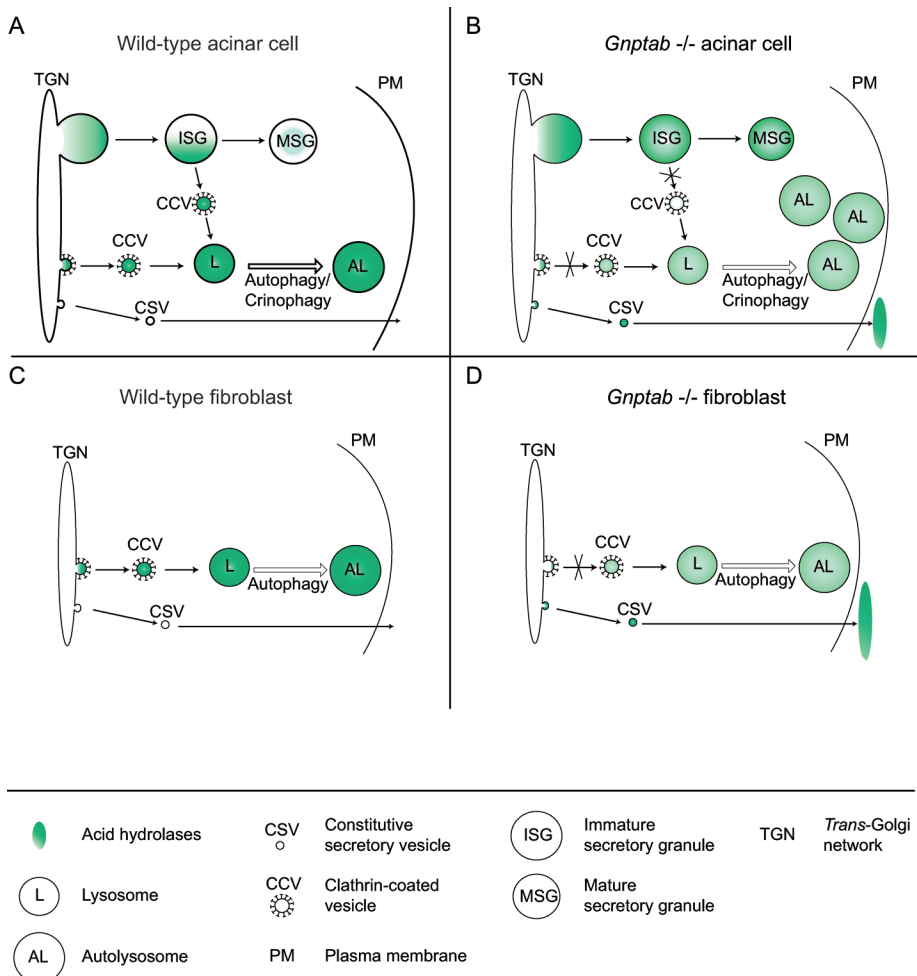 A
Wild-type acinar cell
TGN
PM
ISG
MSG
CCV
CCV
L
AL
Autophagy/
Crinophagy
CSV
B
Gnptab -/- acinar cell
TGN
PM
ISG
MSG
CCV
AL
AL
CCV
L
AL
Autophagy/
Crinophagy
CSV
C
Wild-type fibroblast
TGN
PM
CCV
L
AL
Autophagy
CSV
D
Gnptab -/- fibroblast
TGN
PM
CCV
L
AL
Autophagy
CSV
Acid hydrolases
L
Lysosome
AL
Autolysosome
CSV
Constitutive
secretory vesicle
CCV
Clathrin-coated
vesicle
PM
Plasma membrane
ISG
Immature
secretory granule
MSG
Mature
secretory granule
TGN
Trans-Golgi
network